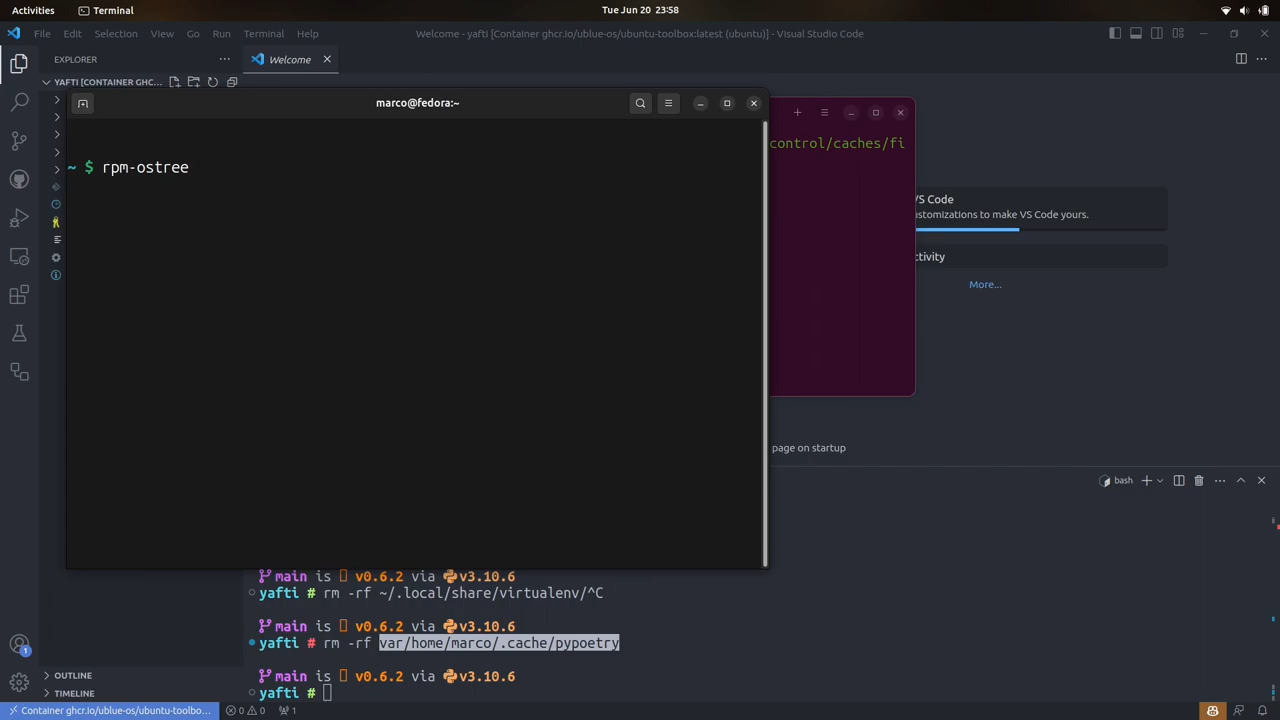 Activities
Terminal
Tue Jun 20 23:58
File Edit Selection View Go Run Terminal Help
Welcome - yafti [Container ghcr.io/ublue-os/ubuntu-toolbox:latest (ubuntu)] - Visual Studio Code
EXPLORER
Welcome
YAFTI [CONTAINER GHC...
marco@fedora:~
~ $ rpm-ostree
control/caches/fi
VS Code
ustomizations to make VS Code yours.
ctivity
More...
page on startup
bash
main is v0.6.2 via v3.10.6
yafti # rm -rf ~/.local/share/virtualenv/^C
main is v0.6.2 via v3.10.6
yafti # rm -rf var/home/marco/.cache/pypoetry
main is v0.6.2 via v3.10.6
yafti #
1
OUTLINE
TIMELINE
Container ghcr.io/ublue-os/ubuntu-toolbo...
0 0
1